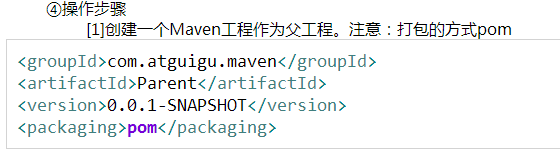 ④操作步骤
[1]创建一个Maven工程作为父工程。注意：打包的方式pom
<groupId>com.atguigu.maven</groupId>
<artifactId>Parent</artifactId>
<version>0.0.1-SNAPSHOT</version>
<packaging>pom</packaging>